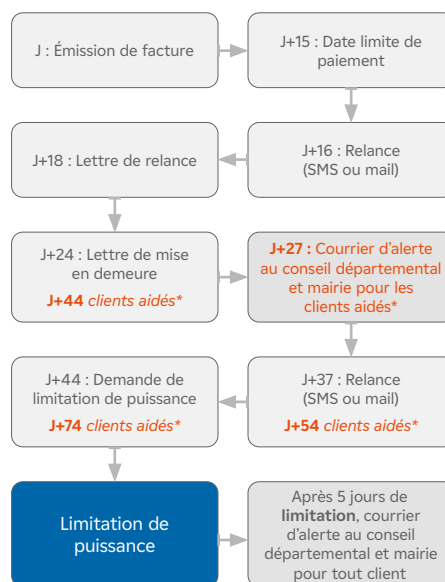 J : Émission de facture
J+15 : Date limite de
paiement
J+16 : Relance
(SMS ou mail)
J+18 : Lettre de relance
J+24 : Lettre de mise
en demeure
J+44 clients aidés*
J+27 : Courrier d'alerte
au conseil départemental
et mairie pour les
clients aidés*
J+37 : Relance
(SMS ou mail)
J+54 clients aidés*
J+44 : Demande de
limitation de puissance
J+74 clients aidés*
Limitation de
puissance
Après 5 jours de
limitation, courrier
d'alerte au conseil
départemental et mairie
pour tout client